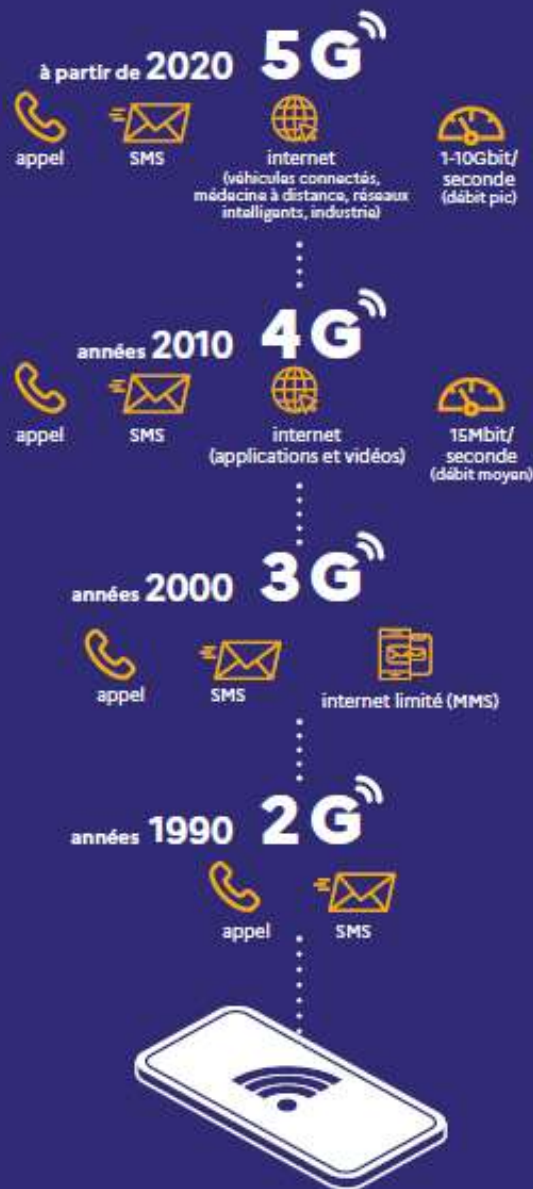 à partir de 2020 5G
appel
SMS
internet
(véhicules connectés,
médecine à distance, réseaux
intelligents, industrie)
1-10Gbit/
seconde
(débit pic)
années 2010 4G
appel
SMS
internet
(applications et vidéos)
15Mbit/
seconde
(débit moyen)
années 2000 3G
appel
SMS
internet limité (MMS)
années 1990 2G
appel
SMS